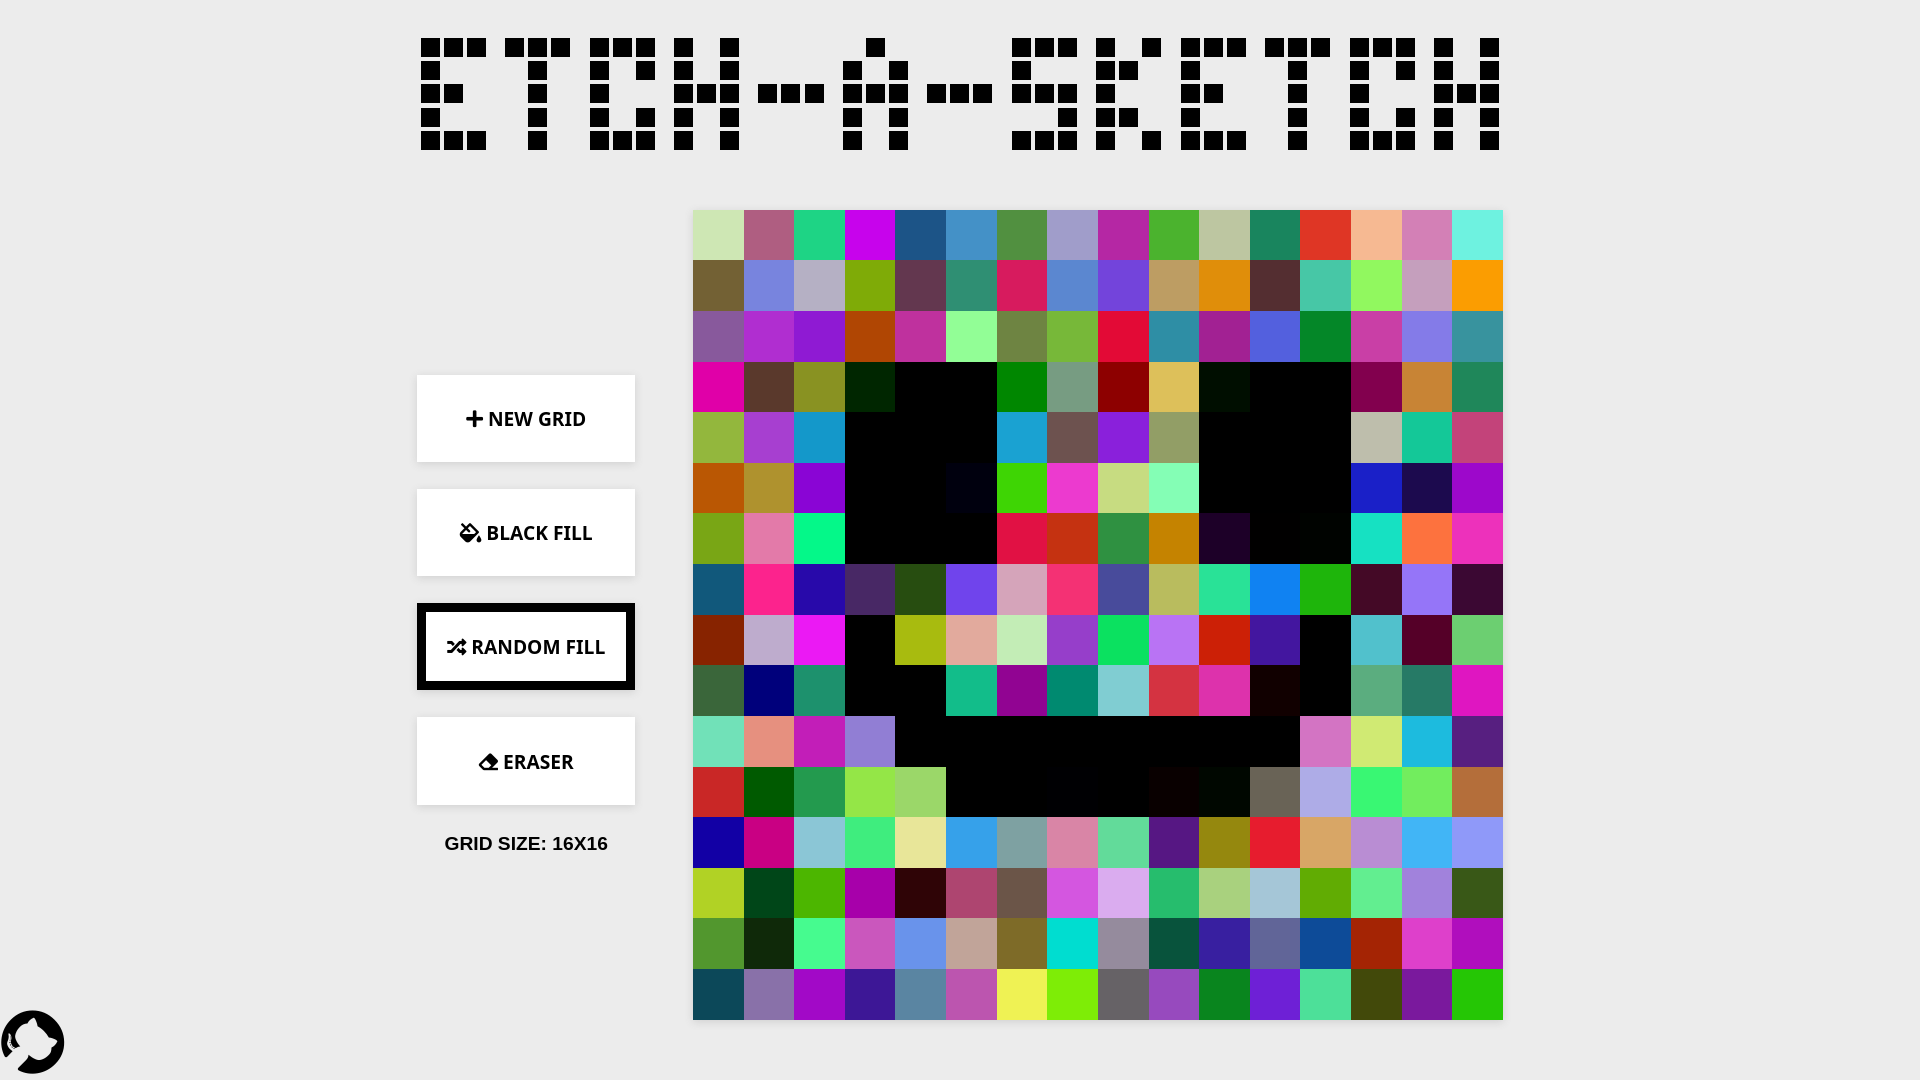 ETCH-A-SKETCH
NEW GRID
BLACK FILL
RANDOM FILL
ERASER
GRID SIZE: 16X16